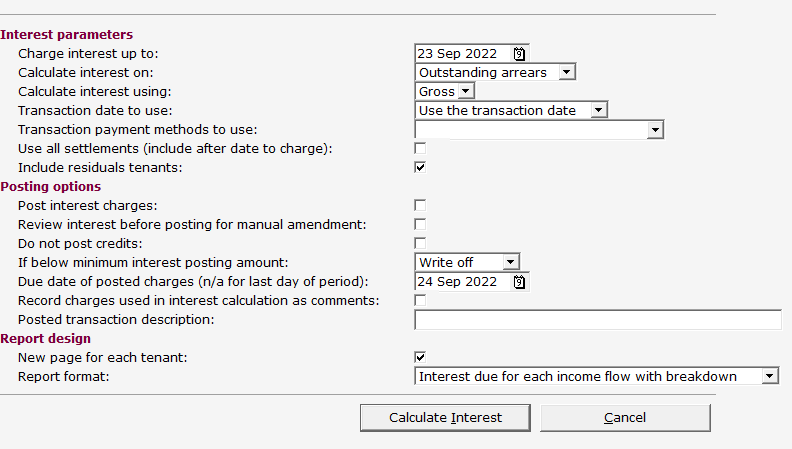 Interest parameters
Charge interest up to: 23 Sep 2022
Calculate interest on: Outstanding arrears
Calculate interest using: Gross
Transaction date to use: Use the transaction date
Transaction payment methods to use:
Use all settlements (include after date to charge):
Include residuals tenants:
Posting options
Post interest charges:
Review interest before posting for manual amendment:
Do not post credits:
If below minimum interest posting amount: Write off
Due date of posted charges (n/a for last day of period): 24 Sep 2022
Record charges used in interest calculation as comments:
Posted transaction description:
Report design
New page for each tenant:
Report format: Interest due for each income flow with breakdown
Calculate Interest Cancel